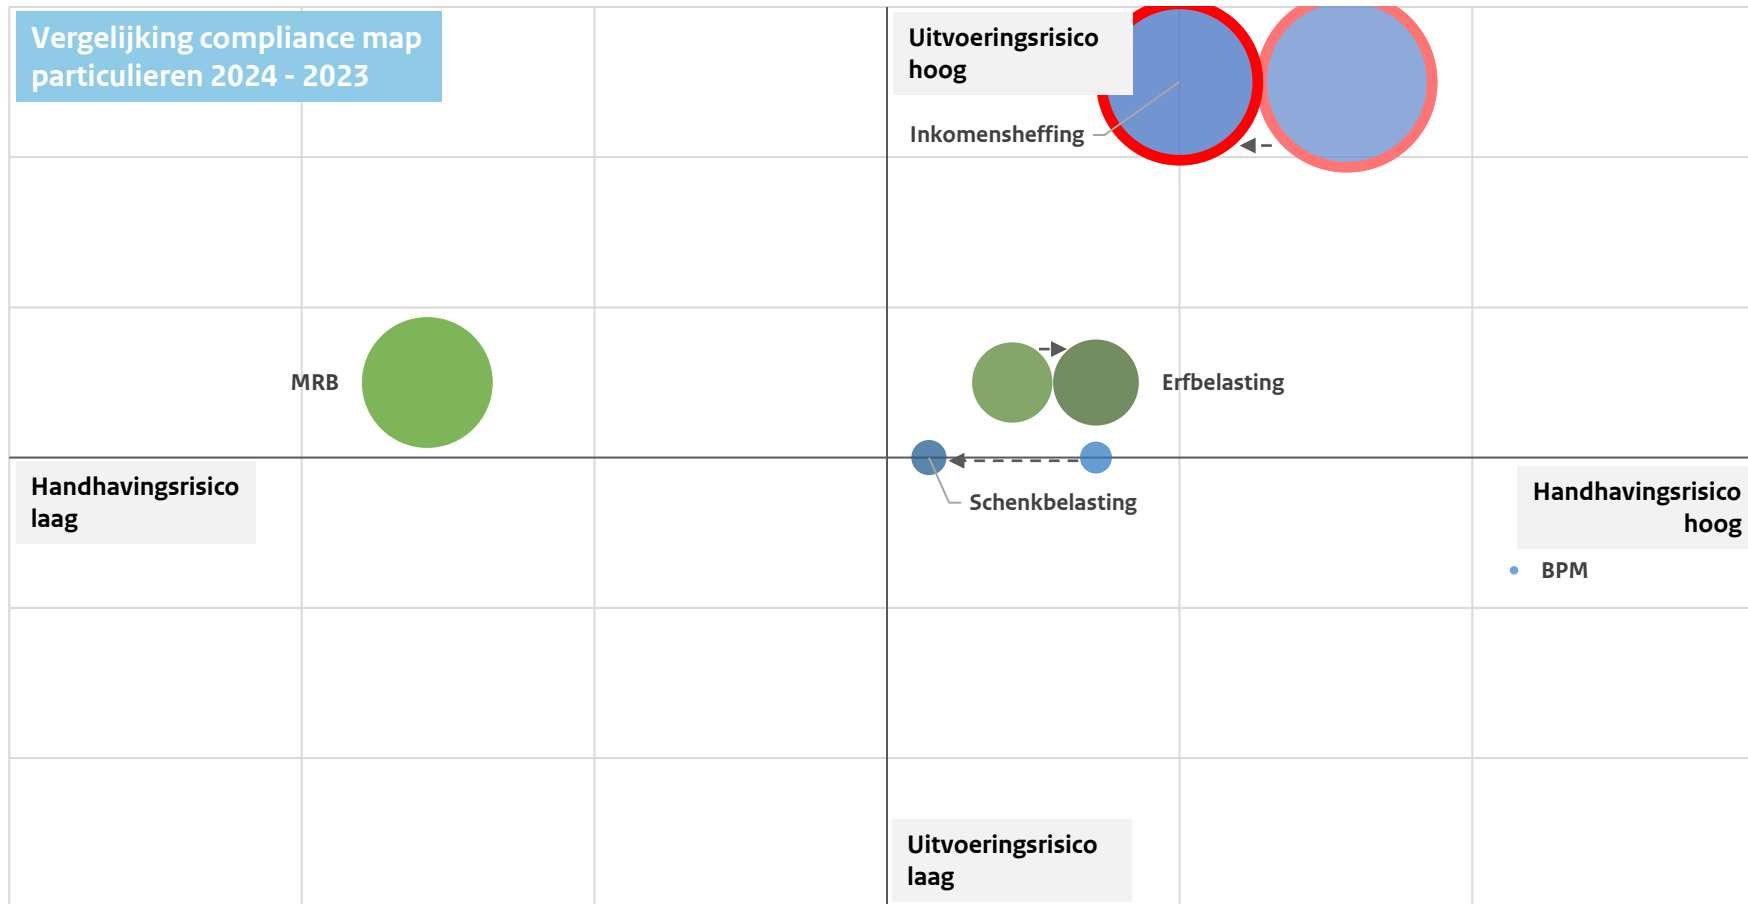 Vergelijking compliance map
particulieren 2024 - 2023
Uitvoeringsrisico
hoog
Inkomensheffing
MRB
Erfbelasting
Handhavingsrisico
laag
Schenkbelasting
Handhavingsrisico
hoog
BPM
Uitvoeringsrisico
laag